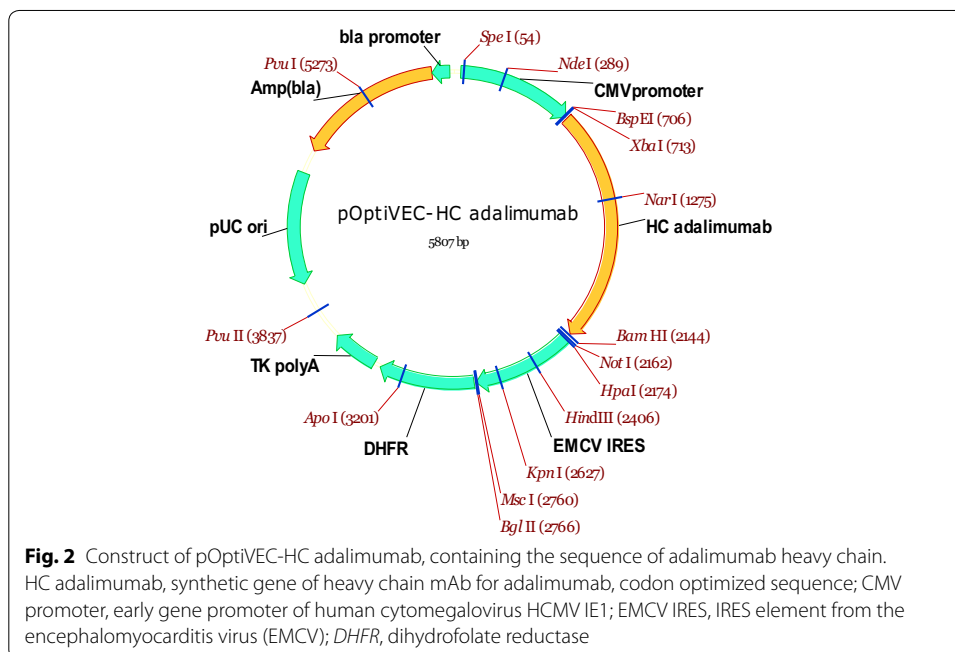 bla promoter
SpeI (54)
PvuI (5273)
NdeI (289)
Amp(bla)
CMVpromoter
BspEI (706)
XbaI (713)
NarI (1275)
pOptiVEC-HC adalimumab
pUC ori
HC adalimumab
5807 bp
PvuII (3837)
BamHI (2144)
TK polyA
NotI (2162)
HpaI (2174)
ApoI (3201)
HindIII (2406)
DHFR
EMCV IRES
KpnI (2627)
MscI (2760)
BglII (2766)
Fig. 2 Construct of pOptiVEC-HC adalimumab, containing the sequence of adalimumab heavy chain.
HC adalimumab, synthetic gene of heavy chain mAb for adalimumab, codon optimized sequence; CMV
promoter, early gene promoter of human cytomegalovirus HCMV IE1; EMCV IRES, IRES element from the
encephalomyocarditis virus (EMCV); DHFR, dihydrofolate reductase